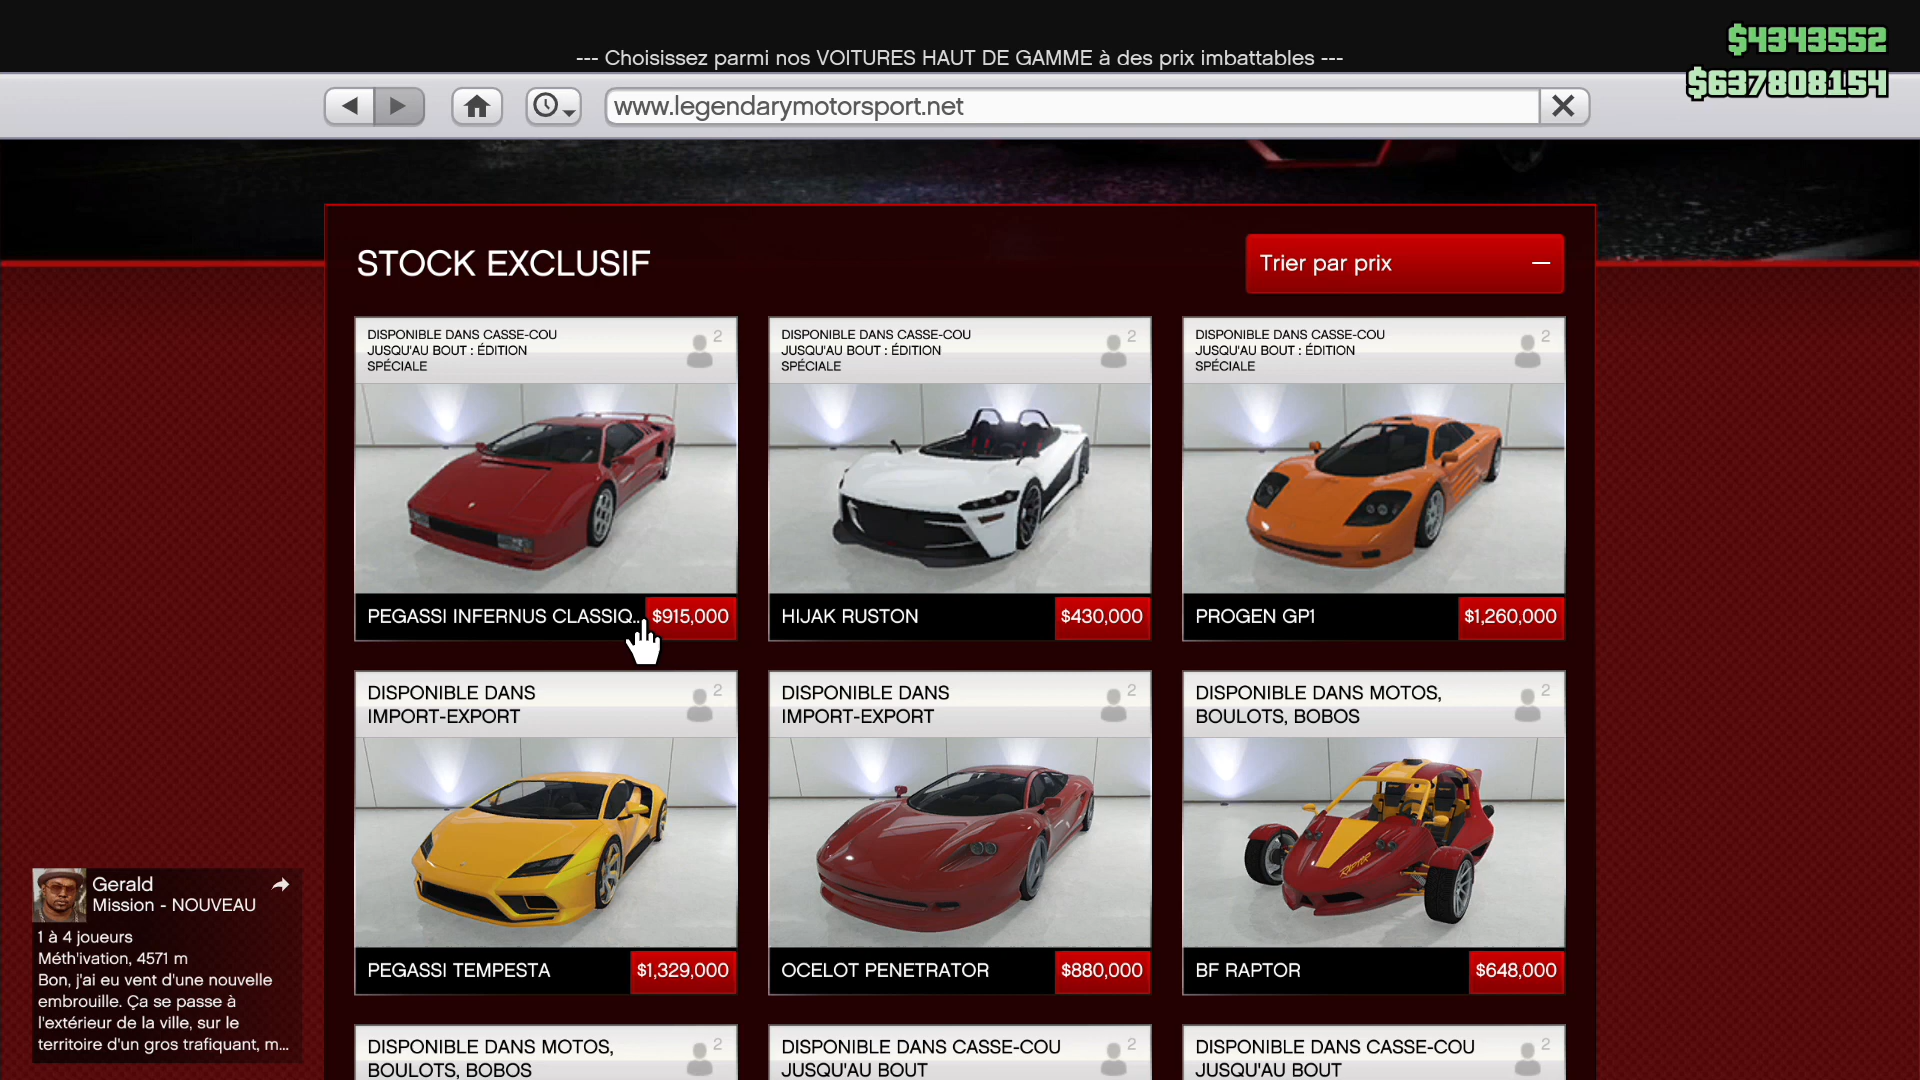 --- Choisissez parmi nos VOITURES HAUT DE GAMME à des prix imbattables ---
$4343552
$637808154
www.legendarymotorsport.net
STOCK EXCLUSIF
Trier par prix
DISPONIBLE DANS CASSE-COU
JUSQU'AU BOUT : ÉDITION
SPÉCIALE
2
PEGASSI INFERNUS CLASSIQ...
$915,000
DISPONIBLE DANS CASSE-COU
JUSQU'AU BOUT : ÉDITION
SPÉCIALE
2
HIJAK RUSTON
$430,000
DISPONIBLE DANS CASSE-COU
JUSQU'AU BOUT : ÉDITION
SPÉCIALE
2
PROGEN GP1
$1,260,000
DISPONIBLE DANS
IMPORT-EXPORT
2
PEGASSI TEMPESTA
$1,329,000
DISPONIBLE DANS
IMPORT-EXPORT
2
OCELOT PENETRATOR
$880,000
DISPONIBLE DANS MOTOS,
BOULOTS, BOBOS
2
RAPTOR
BF RAPTOR
$648,000
DISPONIBLE DANS MOTOS,
BOULOTS, BOBOS
2
DISPONIBLE DANS CASSE-COU
JUSQU'AU BOUT
2
DISPONIBLE DANS CASSE-COU
JUSQU'AU BOUT
2
Gerald
Mission - NOUVEAU
1 à 4 joueurs
Méth'ivation, 4571 m
Bon, j'ai eu vent d'une nouvelle
embrouille. Ça se passe à
l'extérieur de la ville, sur le
territoire d'un gros trafiquant, m...